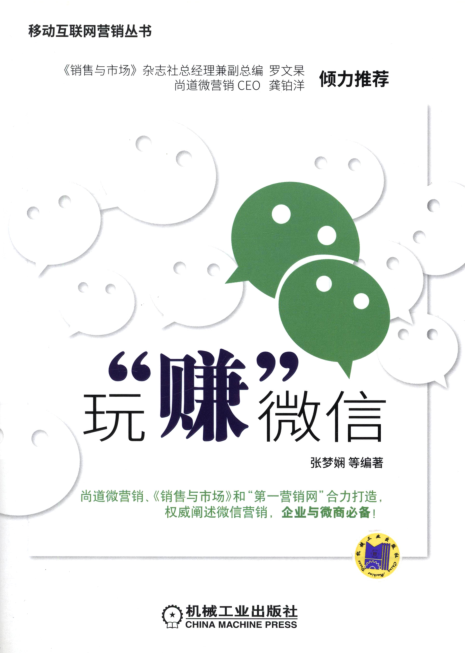 移动互联网营销丛书
《销售与市场》杂志社总经理兼副总编 罗文杲
尚道微营销CEO 龚铂洋
倾力推荐
玩“赚”微信
张梦娴 等编著
尚道微营销、《销售与市场》和“第一营销网”合力打造，
权威阐述微信营销，企业与微商必备！
机械工业出版社
CHINA MACHINE PRESS